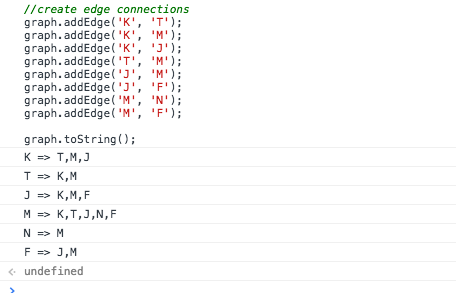 //create edge connections
graph.addEdge('K', 'T');
graph.addEdge('K', 'M');
graph.addEdge('K', 'J');
graph.addEdge('T', 'M');
graph.addEdge('J', 'M');
graph.addEdge('J', 'F');
graph.addEdge('M', 'N');
graph.addEdge('M', 'F');
graph.toString();
K => T,M,J
T => K,M
J => K,M,F
M => K,T,J,N,F
N => M
F => J,M
undefined